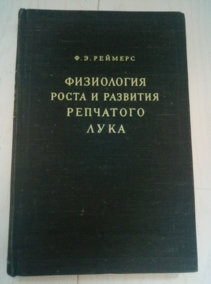 Ф. Э. РЕЙМЕРС
ФИЗИОЛОГИЯ
РОСТА И РАЗВИТИЯ
РЕПЧАТОГО
ЛУКА